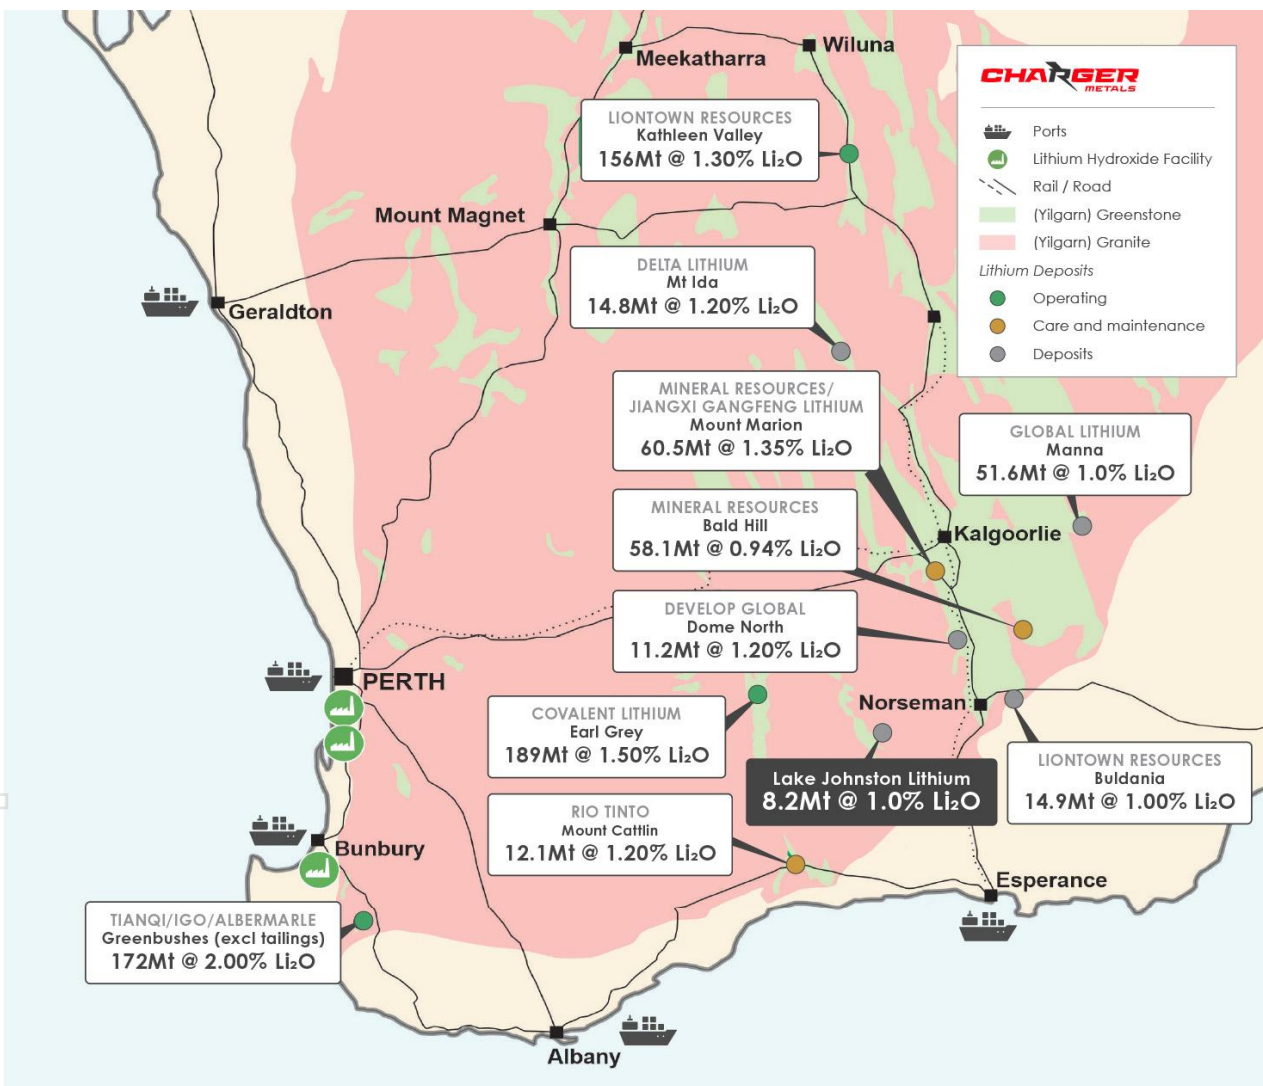 Meekatharra
Wiluna
CHARGER
METALS
Ports
Lithium Hydroxide Facility
Rail / Road
(Yilgarn) Greenstone
(Yilgarn) Granite
Lithium Deposits
Operating
Care and maintenance
Deposits
LIONTOWN RESOURCES
Kathleen Valley
156Mt @ 1.30% Li₂O
Mount Magnet
DELTA LITHIUM
Mt Ida
14.8Mt @ 1.20% Li₂O
Geraldton
MINERAL RESOURCES/
JIANGXI GANGFENG LITHIUM
Mount Marion
60.5Mt @ 1.35% Li₂O
GLOBAL LITHIUM
Manna
51.6Mt @ 1.0% Li₂O
MINERAL RESOURCES
Bald Hill
58.1Mt @ 0.94% Li₂O
Kalgoorlie
DEVELOP GLOBAL
Dome North
11.2Mt @ 1.20% Li₂O
PERTH
Norseman
COVALENT LITHIUM
Earl Grey
189Mt @ 1.50% Li₂O
Lake Johnston Lithium
8.2Mt @ 1.0% Li₂O
LIONTOWN RESOURCES
Buldania
14.9Mt @ 1.00% Li₂O
RIO TINTO
Mount Cattlin
12.1Mt @ 1.20% Li₂O
Bunbury
Esperance
TIANQI/IGO/ALBERMARLE
Greenbushes (excl tailings)
172Mt @ 2.00% Li₂O
Albany